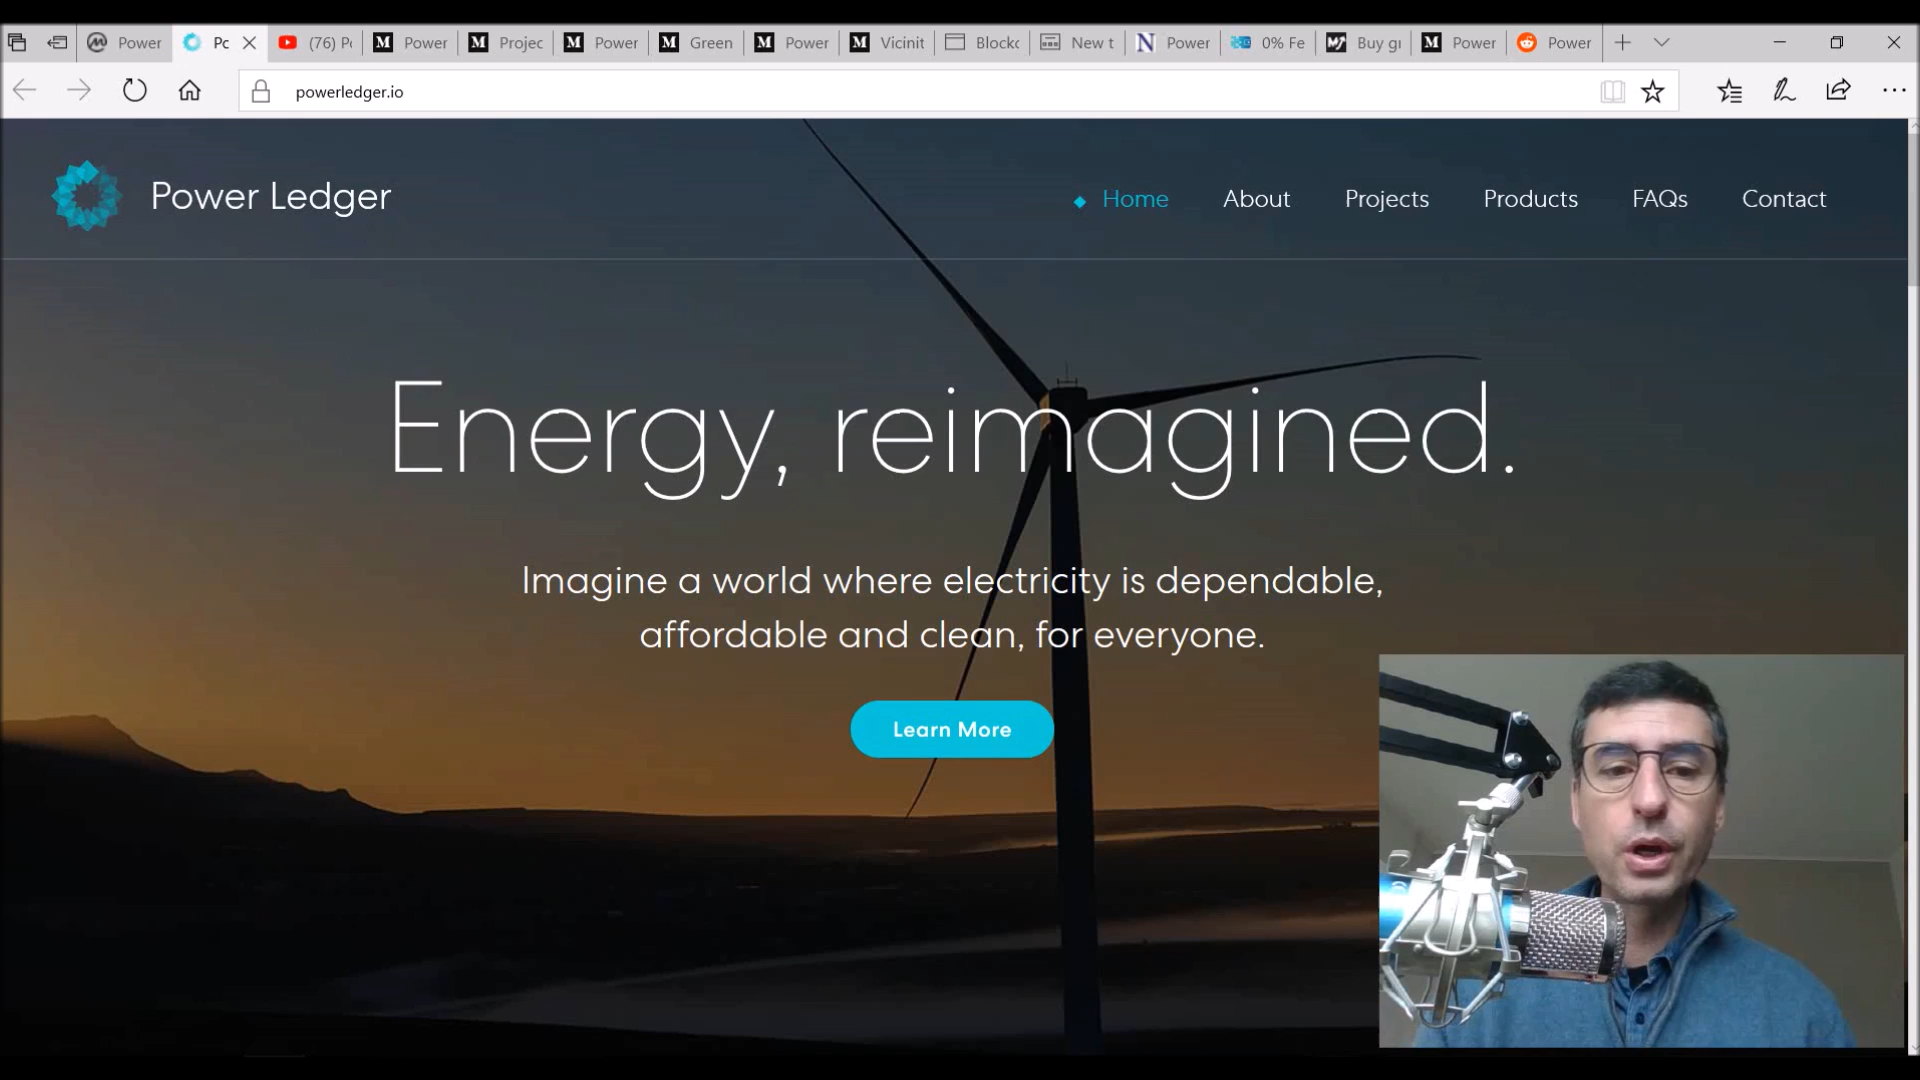 Power
Pc
(76) P
Power
Projec
Power
Green
Power
Vicinit
Blockc
New t
Power
0% Fe
Buy gr
Power
Power
powerledger.io
Power Ledger
Home
About
Projects
Products
FAQs
Contact
Energy, reimagined.
Imagine a world where electricity is dependable,
affordable and clean, for everyone.
Learn More